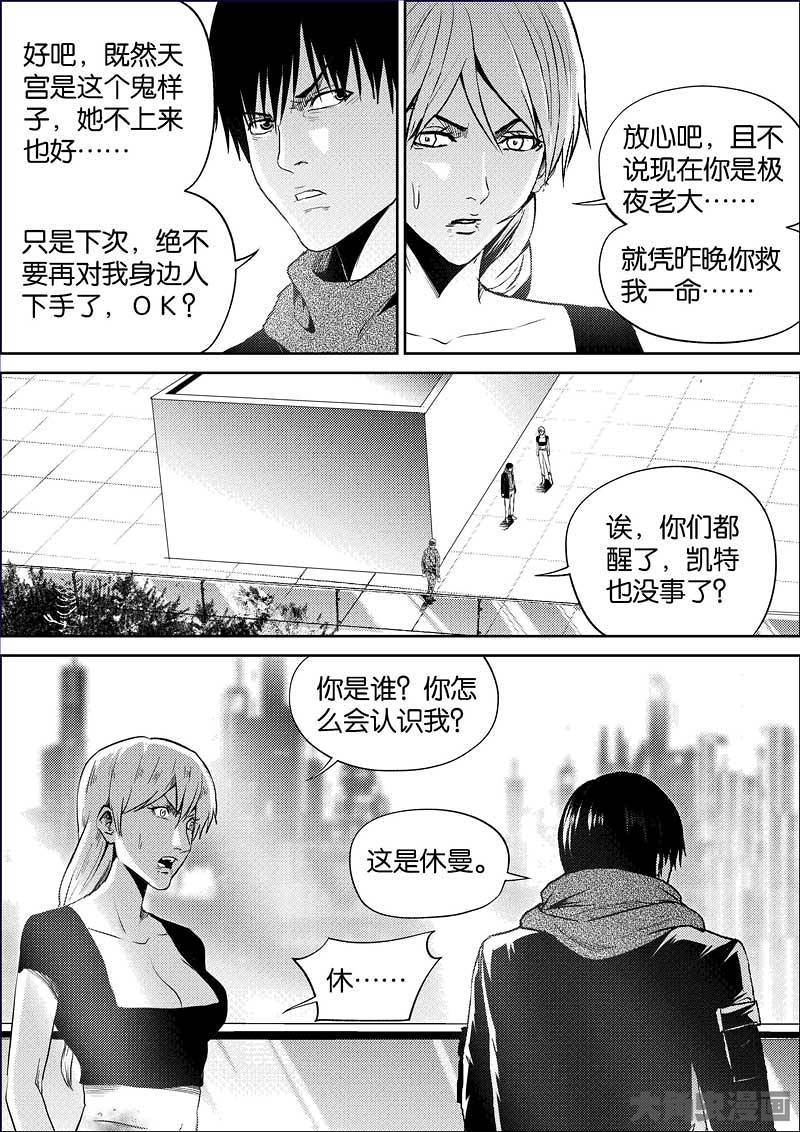 好吧，既然天
宫是这个鬼样
子，她不上来
也好……
只是下次，绝不
要再对我身边人
下手了，OK？
放心吧，且不
说现在你是极
夜老大……
就凭昨晚你救
我一命……
诶，你们都
醒了，凯特
也没事了？
你是谁？你怎
么会认识我？
这是休曼。
休……
大角虫漫画